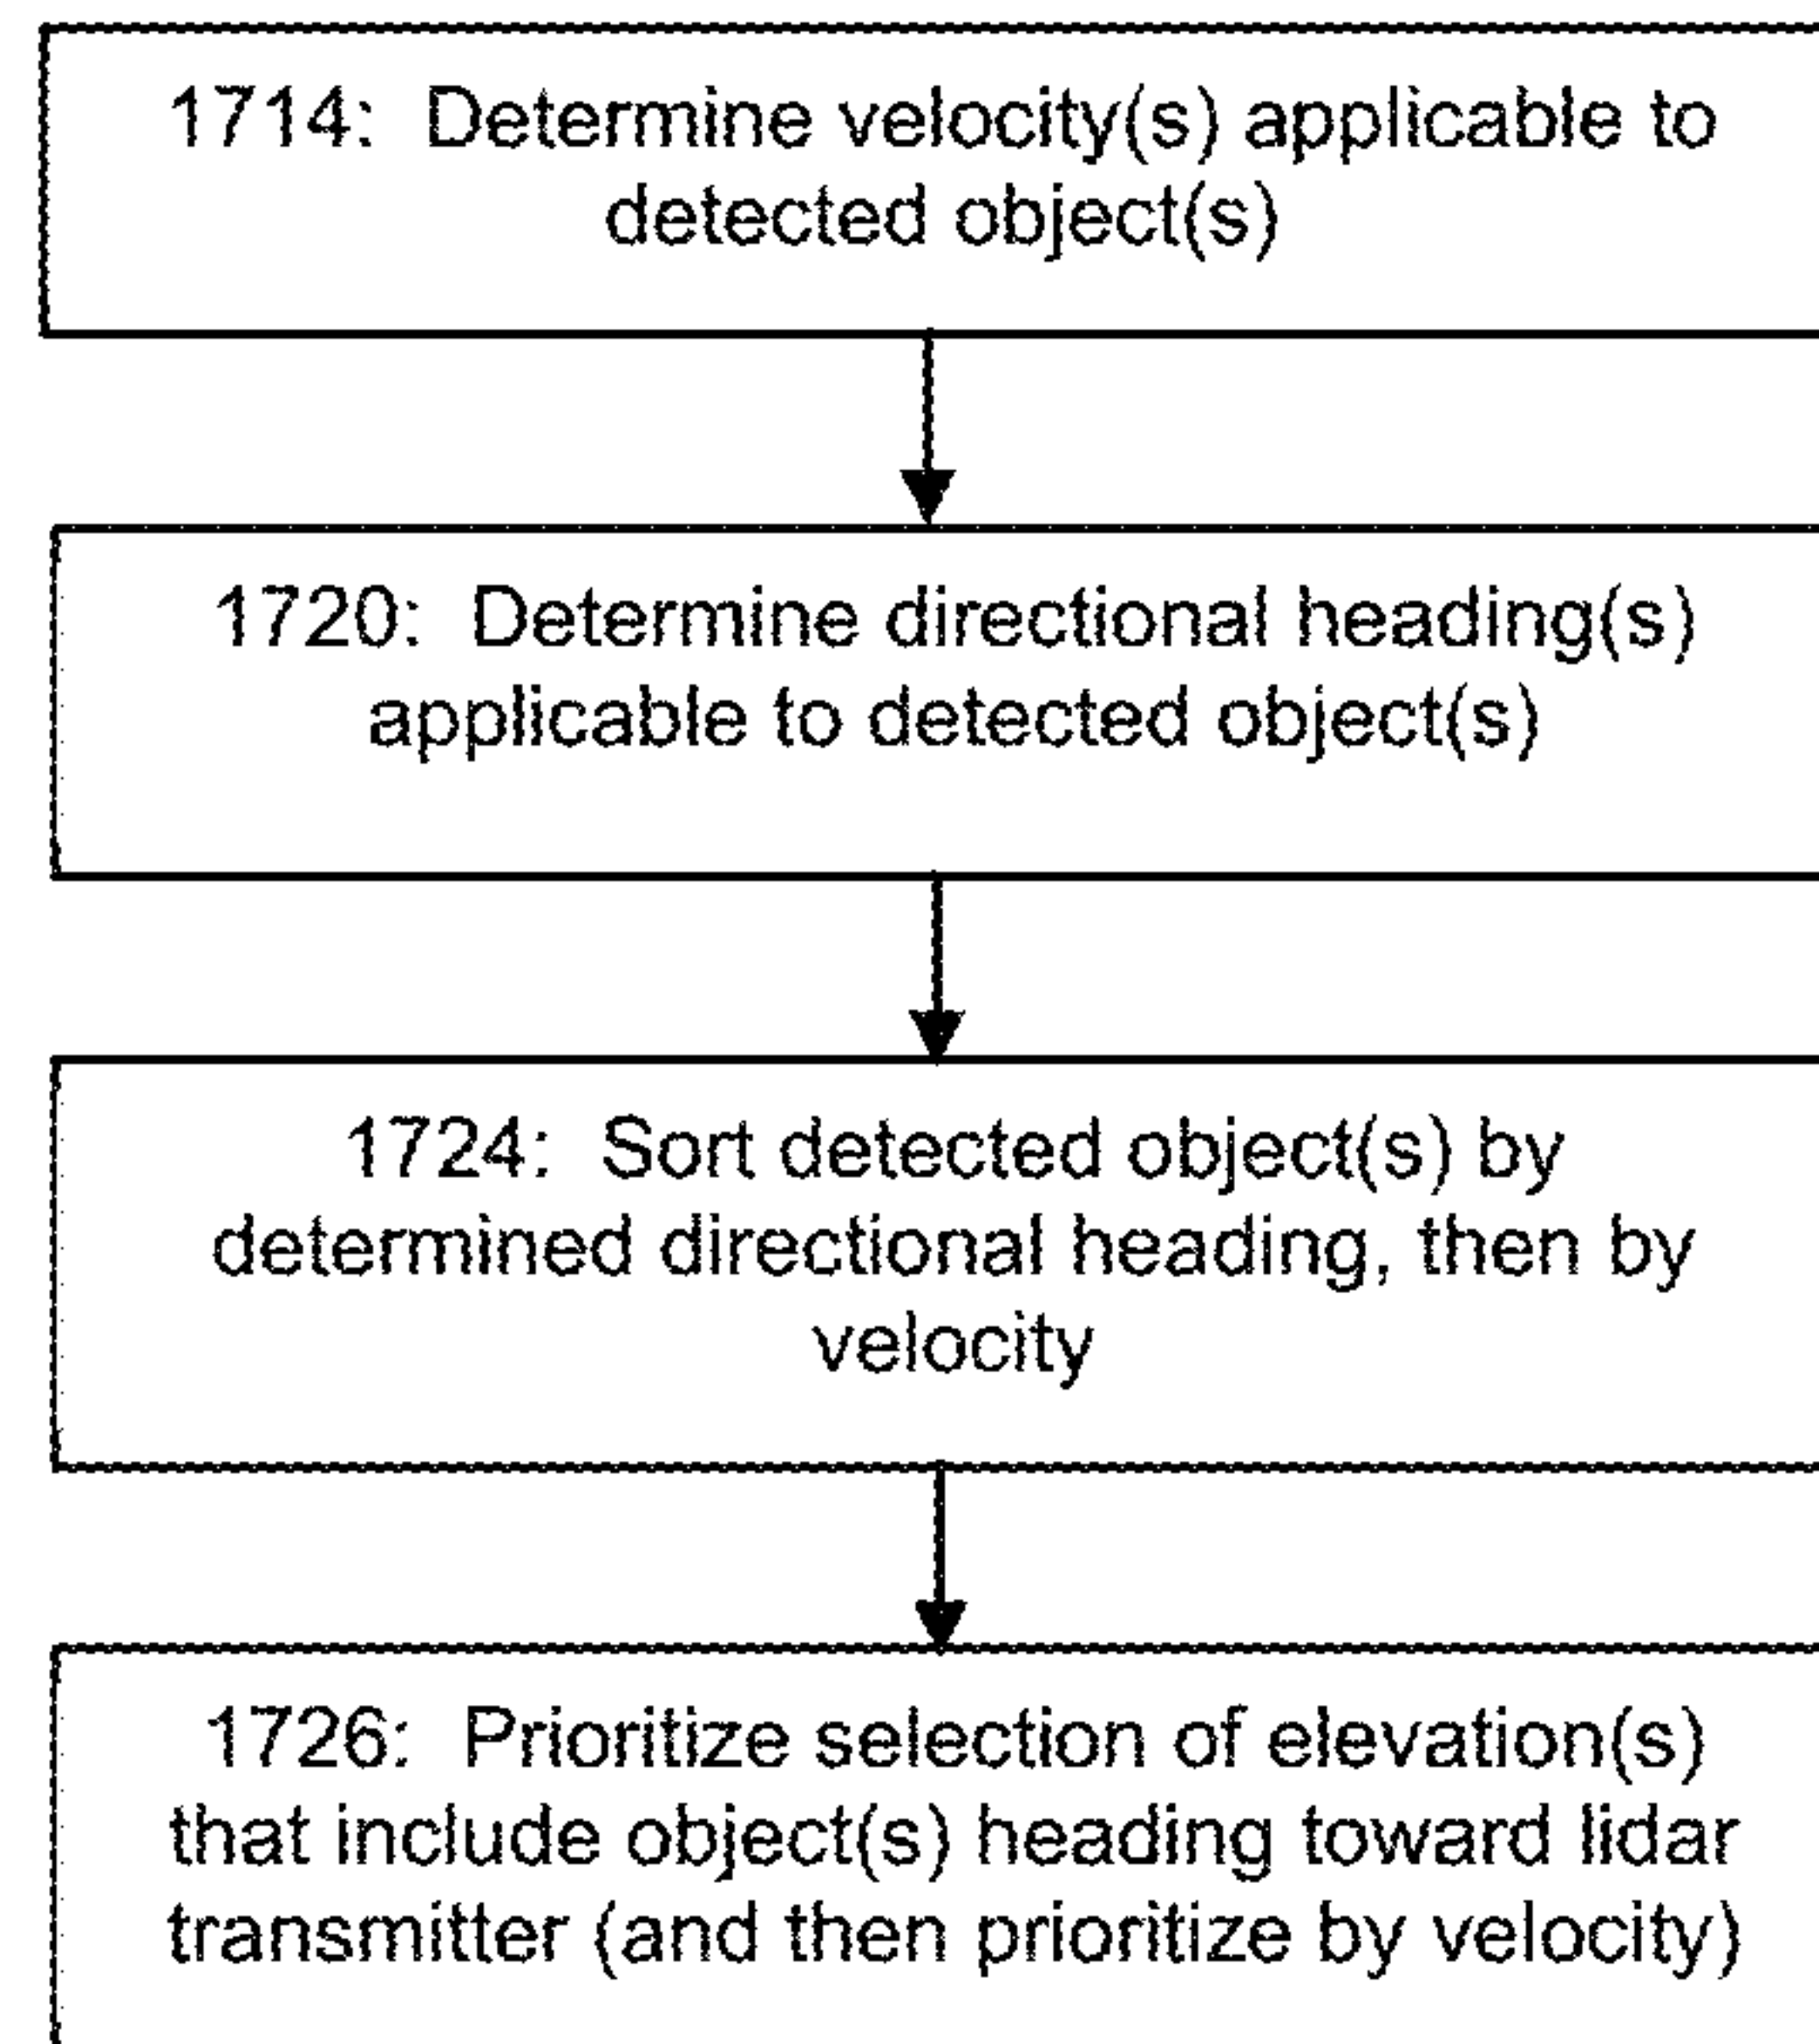 1714: Determine velocity(s) applicable to
detected object(s)
1720: Determine directional heading(s)
applicable to detected object(s)
1724: Sort detected object(s) by
determined directional heading, then by
velocity
1726: Prioritize selection of elevation(s)
that include object(s) heading toward lidar
transmitter (and then prioritize by velocity)